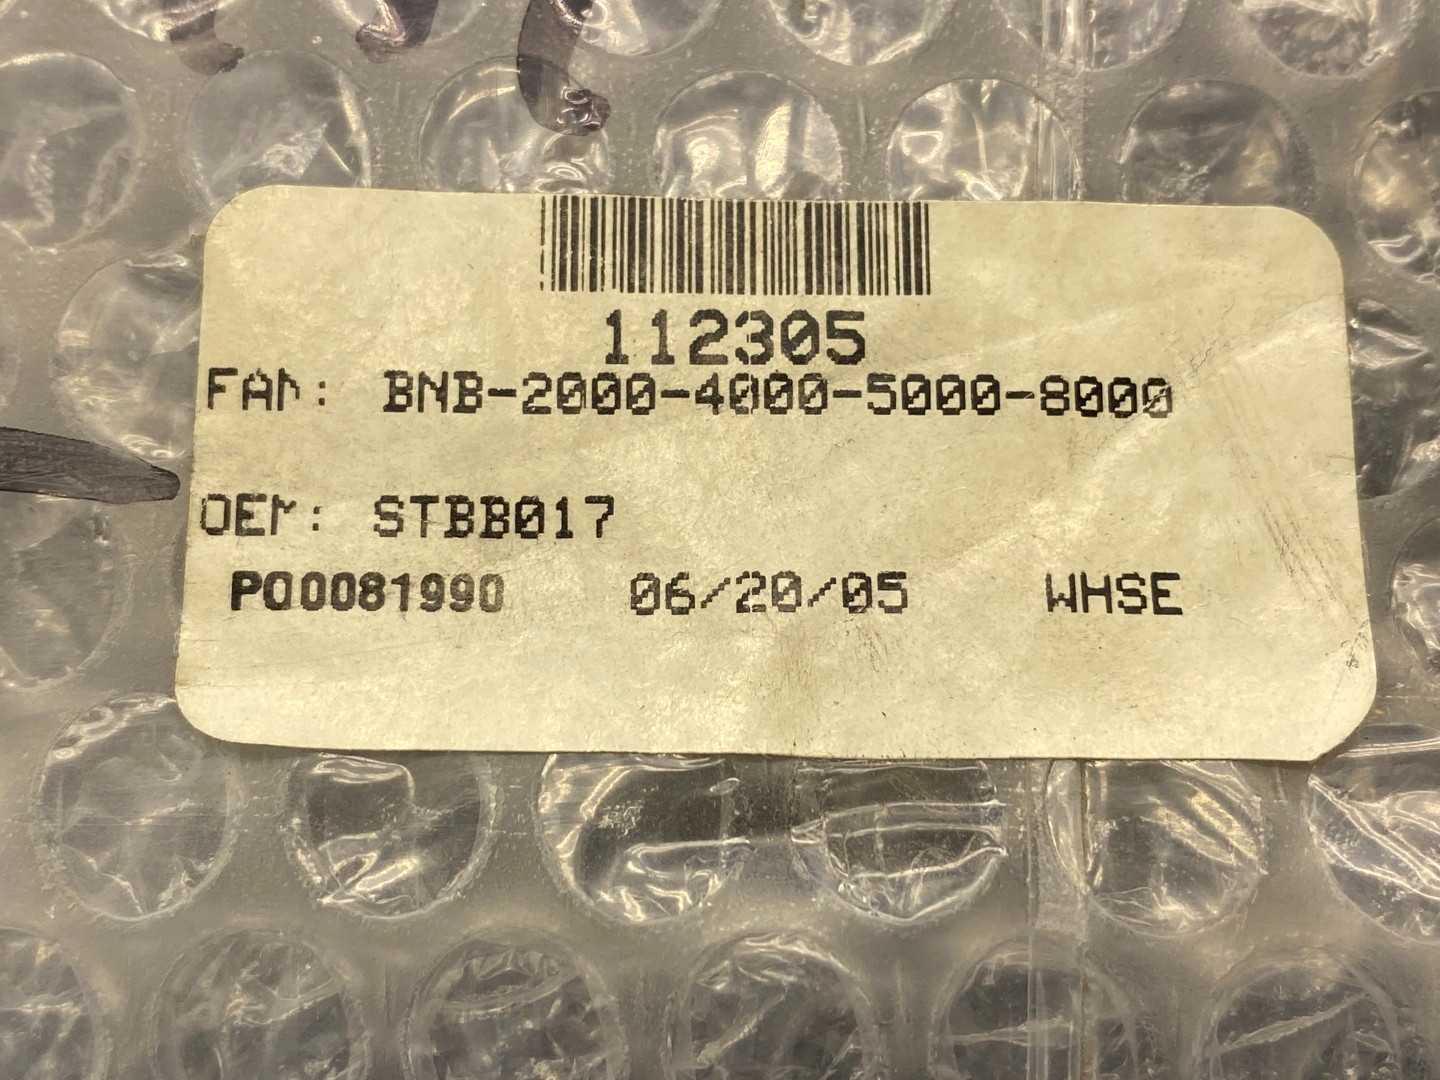 112305
FAM: BNB-2000-4000-5000-8000
OEM: STBB017
PO0081990 06/20/05 WHSE